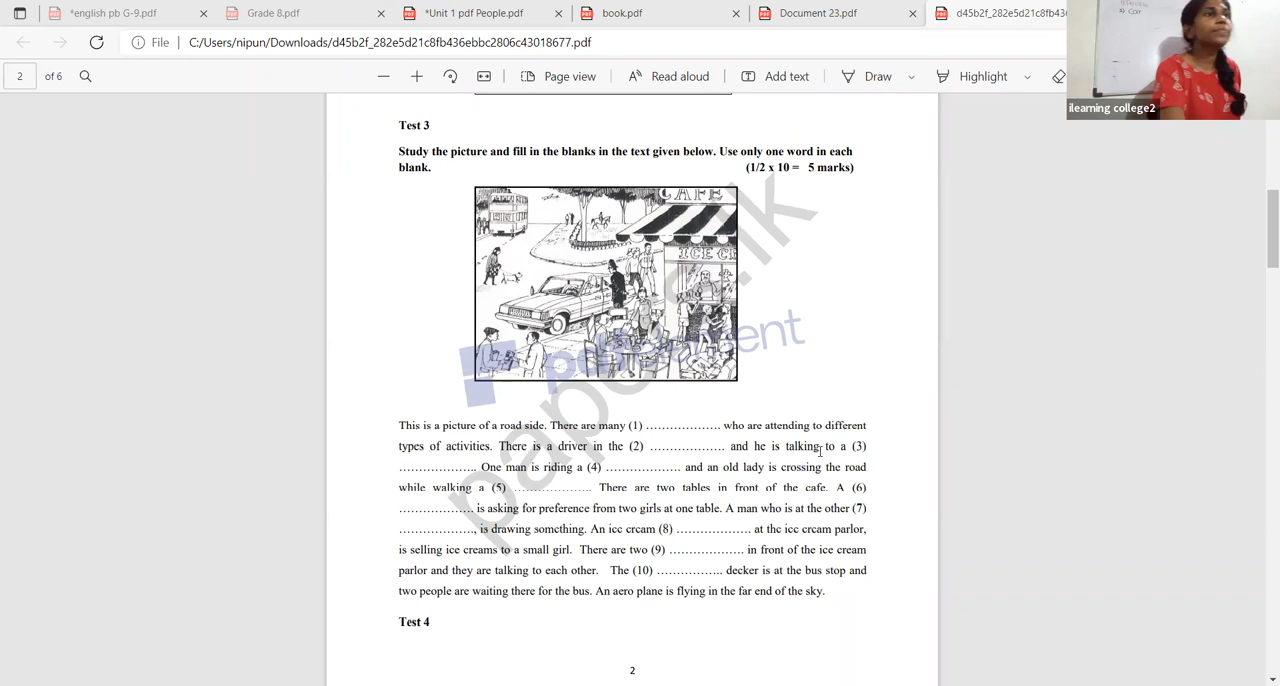 *english pb G-9.pdf
Grade 8.pdf
*Unit 1 pdf People.pdf
book.pdf
Document 23.pdf
d45b2f_282e5d21c8fb436ebbc2806
File
C:/Users/nipun/Downloads/d45b2f_282e5d21c8fb436ebbc2806c43018677.pdf
2 of 6
Page view
Read aloud
Add text
Draw
Highlight
ilearning college2
Test 3
Study the picture and fill in the blanks in the text given below. Use only one word in each
blank. (1/2 x 10 = 5 marks)
CAFE
ICE C
This is a picture of a road side. There are many (1) ……………….. who are attending to different
types of activities. There is a driver in the (2) ……………….. and he is talking to a (3)
……………….. One man is riding a (4) ……………….. and an old lady is crossing the road
while walking a (5) ……………….. There are two tables in front of the cafe. A (6)
……………….. is asking for preference from two girls at one table. A man who is at the other (7)
……………….., is drawing something. An ice cream (8) ……………….. at the ice cream parlor,
is selling ice creams to a small girl. There are two (9) ……………….. in front of the ice cream
parlor and they are talking to each other. The (10) …………….. decker is at the bus stop and
two people are waiting there for the bus. An aero plane is flying in the far end of the sky.
Test 4
2